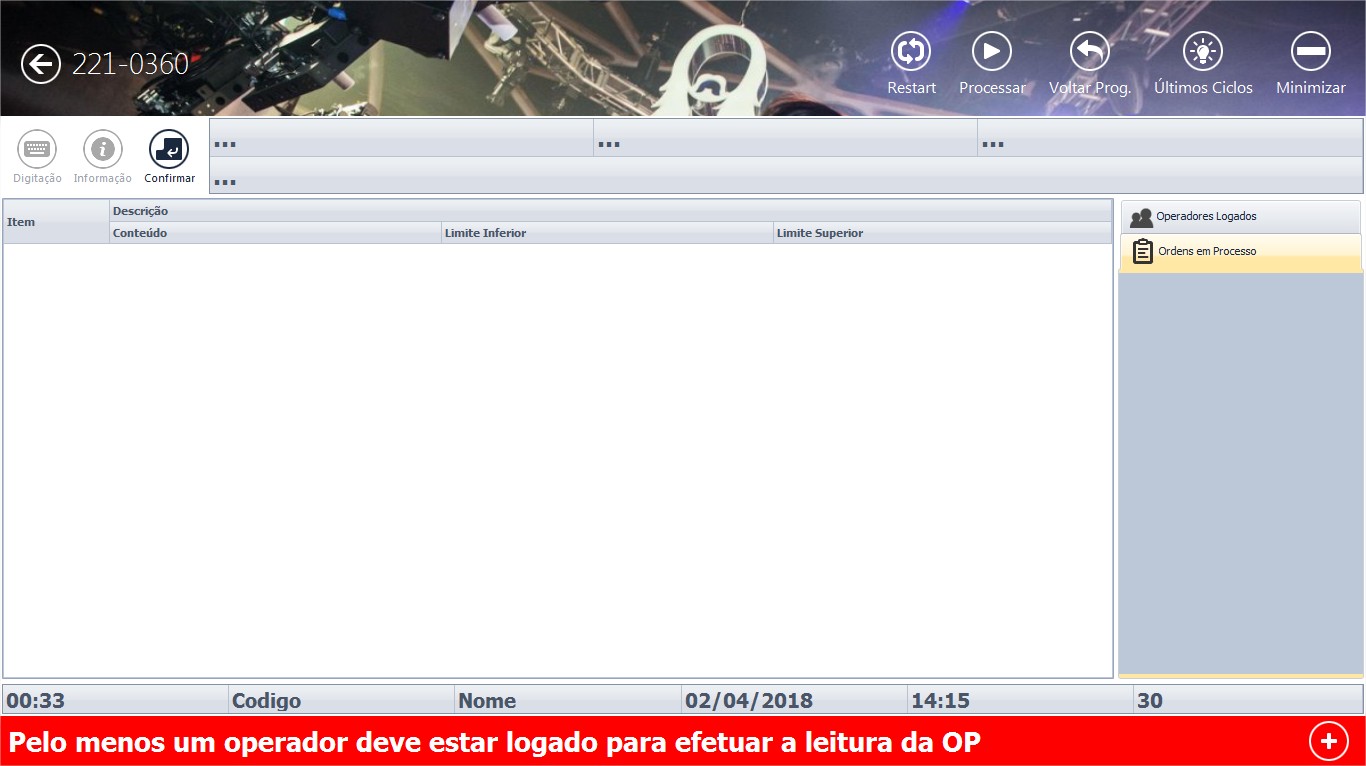 221-0360
Restart Processar Voltar Prog. Últimos Ciclos Minimizar
Digitação Informação Confirmar
... ... ...
...
Item
Descrição
Conteúdo Limite Inferior Limite Superior
Operadores Logados
Ordens em Processo
00:33 Codigo Nome 02/04/2018 14:15 30
Pelo menos um operador deve estar logado para efetuar a leitura da OP